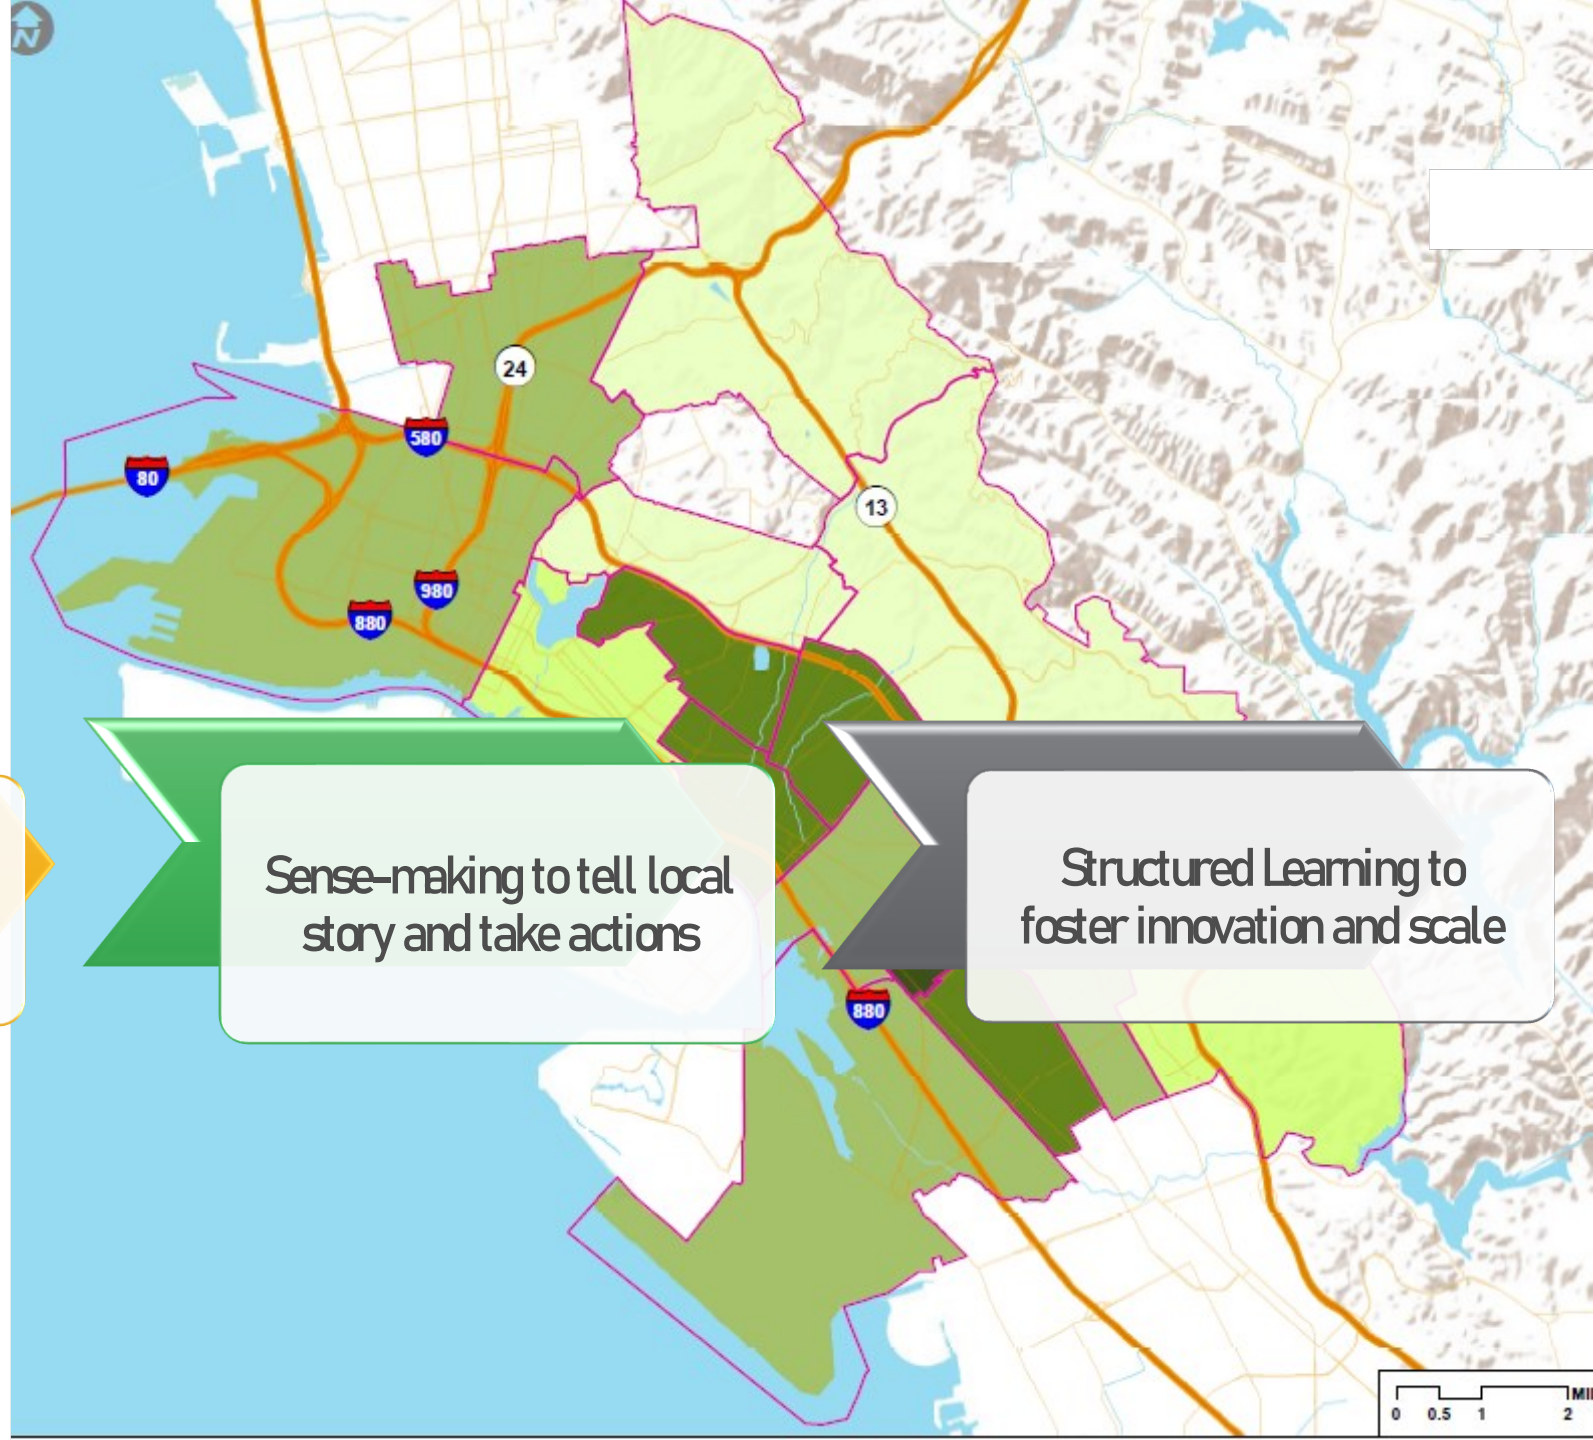 N
24
580
80
13
980
880
Sense-making to tell local
story and take actions
Structured Learning to
foster innovation and scale
880
0 0.5 1 2